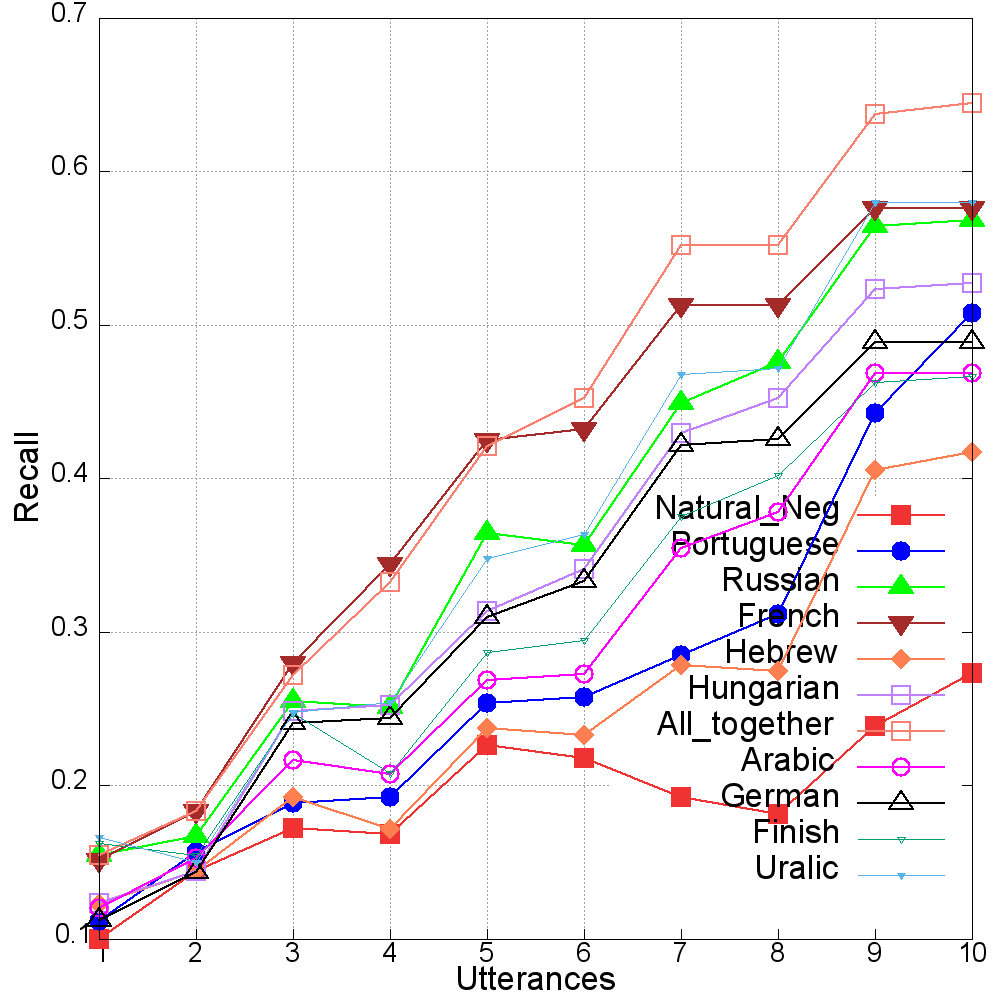 0.7
0.6
0.5
0.4
0.3
0.2
0.1
Recall
Natural_Neg
Portuguese
Russian
French
Hebrew
Hungarian
All_together
Arabic
German
Finish
Uralic
1 2 3 4 5 6 7 8 9 10
Utterances